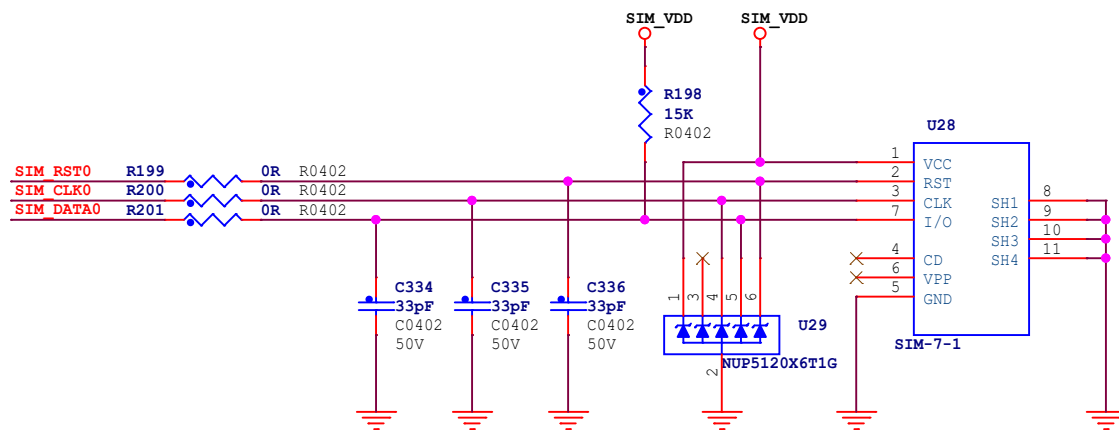 SIM_VDD SIM_VDD
R198
15K
R0402
U28
SIM_RST0 R199 0R R0402
SIM_CLK0 R200 0R R0402
SIM_DATA0 R201 0R R0402
1 VCC
2 RST
3 CLK
7 I/O
4 CD
6 VPP
5 GND
SH1 8
SH2 9
SH3 10
SH4 11
SIM-7-1
C334
33pF
C0402
50V
C335
33pF
C0402
50V
C336
33pF
C0402
50V
1 3 4 5 6
U29
2
NUP5120X6T1G